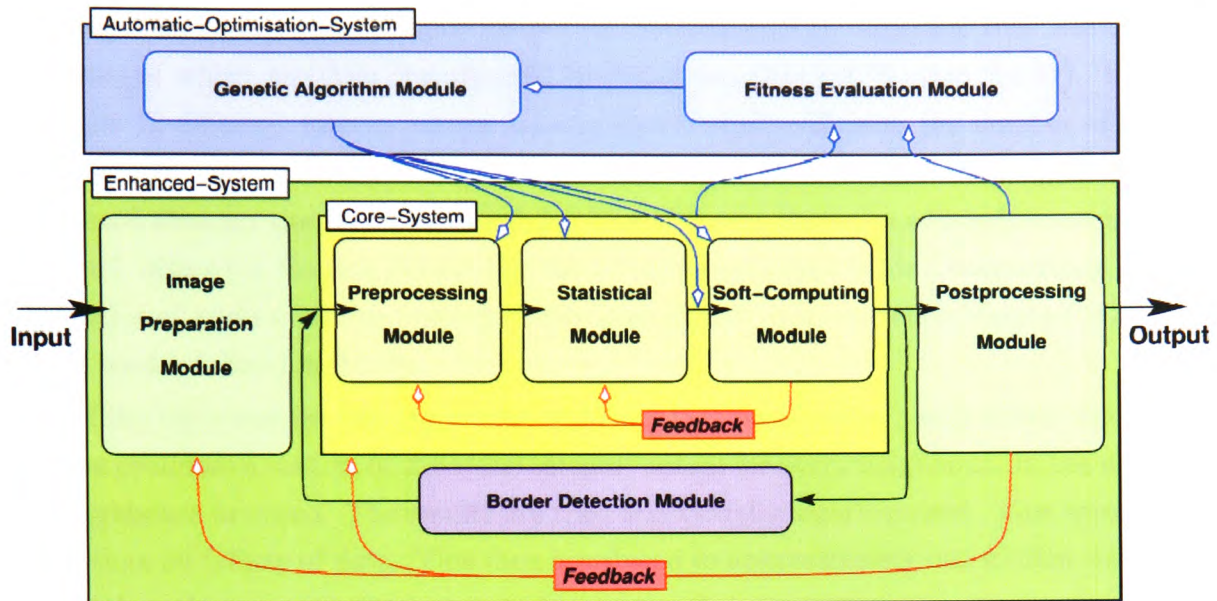 Automatic–Optimisation–System
Genetic Algorithm Module
Fitness Evaluation Module
Enhanced–System
Core–System
Input
Image
Preparation
Module
Preprocessing
Module
Statistical
Module
Soft–Computing
Module
Postprocessing
Module
Output
Feedback
Border Detection Module
Feedback